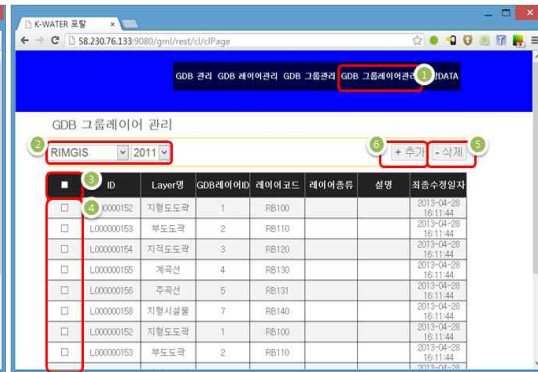 K-WATER 포탈
58.230.76.133:9080/gml/rest/cl/clPage
GDB 관리 GDB 레이어관리 GDB 그룹관리 GDB 그룹레이어관리 DATA
1
GDB 그룹레이어 관리
2 6 5
RIMGIS 2011 + 추가 - 삭제
3 ID Layer명 GDB레이어ID 레이어코드 레이어종류 설명 최종수정일자
4 000000152 지형도도곽 1 RB100 2013-04-28 16:11:44
L000000153 부도도곽 2 RB110 2013-04-28 16:11:44
L000000154 지적도도곽 3 RB120 2013-04-28 16:11:44
L000000155 계곡선 4 RB130 2013-04-28 16:11:44
L000000156 주곡선 5 RB131 2013-04-28 16:11:44
L000000158 지형시설물 7 RB140 2013-04-28 16:11:44
L000000152 지형도도곽 1 RB100 2013-04-28 16:11:44
L000000153 부도도곽 2 RB110 2013-04-28 16:11:44
2013-04-28